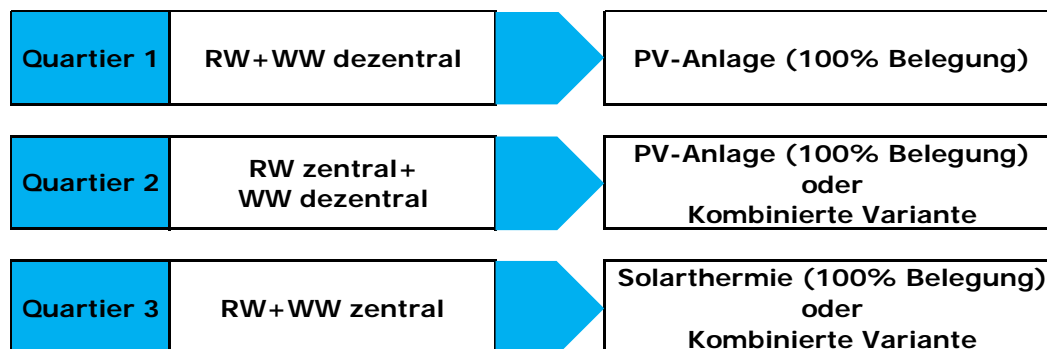 Quartier 1
RW+WW dezentral
PV-Anlage (100% Belegung)
Quartier 2
RW zentral+
WW dezentral
PV-Anlage (100% Belegung)
oder
Kombinierte Variante
Quartier 3
RW+WW zentral
Solarthermie (100% Belegung)
oder
Kombinierte Variante